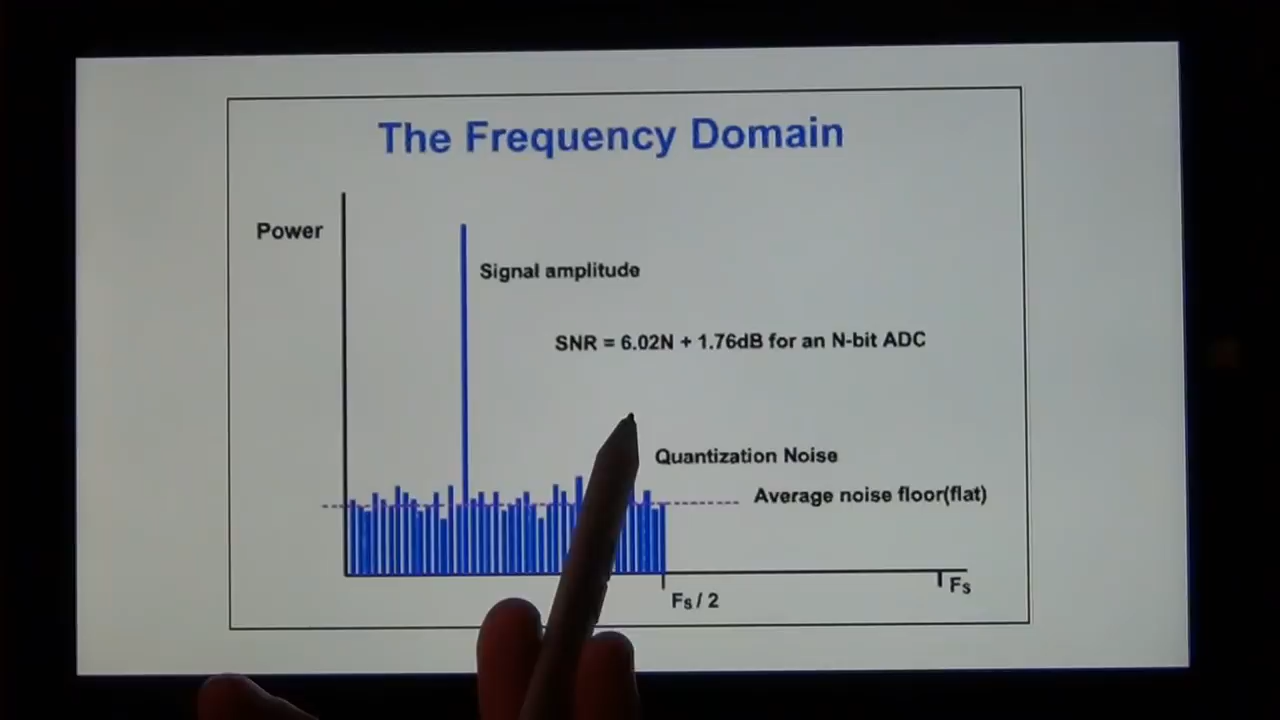 The Frequency Domain
Power
Signal amplitude
SNR = 6.02N + 1.76dB for an N-bit ADC
Quantization Noise
Average noise floor(flat)
Fs / 2
Fs